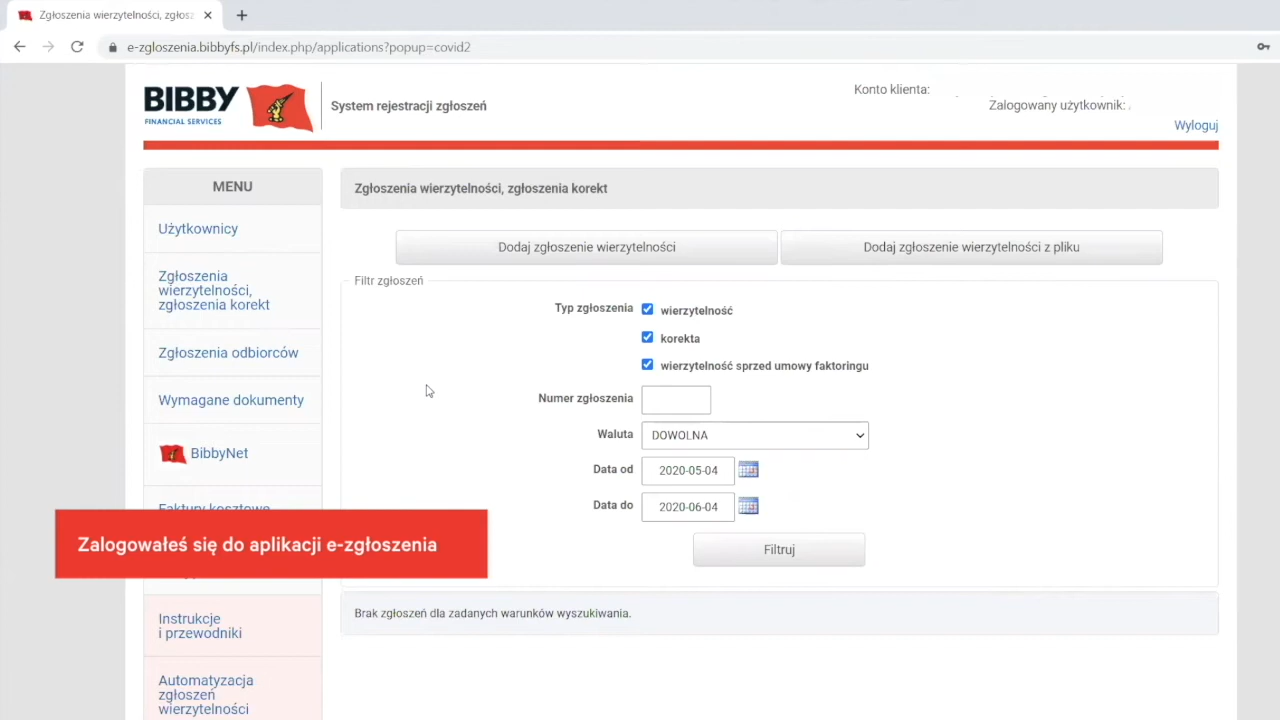 Zgłoszenia wierzytelności, zgłosz
e-zgloszenia.bibbyfs.pl/index.php/applications?popup=covid2
BIBBY
FINANCIAL SERVICES
System rejestracji zgłoszeń
Konto klienta:
Zalogowany użytkownik:
Wyloguj
MENU
Użytkownicy
Zgłoszenia
wierzytelności,
zgłoszenia korekt
Zgłoszenia odbiorców
Wymagane dokumenty
BibbyNet
Faktury kosztowe
Instrukcje
i przewodniki
Automatyzacja
zgłoszeń
wierzytelności
Zgłoszenia wierzytelności, zgłoszenia korekt
Dodaj zgłoszenie wierzytelności
Dodaj zgłoszenie wierzytelności z pliku
Filtr zgłoszeń
Typ zgłoszenia
wierzytelność
korekta
wierzytelność sprzed umowy faktoringu
Numer zgłoszenia
Waluta
DOWOLNA
Data od
2020-05-04
Data do
2020-06-04
Filtruj
Brak zgłoszeń dla zadanych warunków wyszukiwania.
Zalogowałeś się do aplikacji e-zgłoszenia